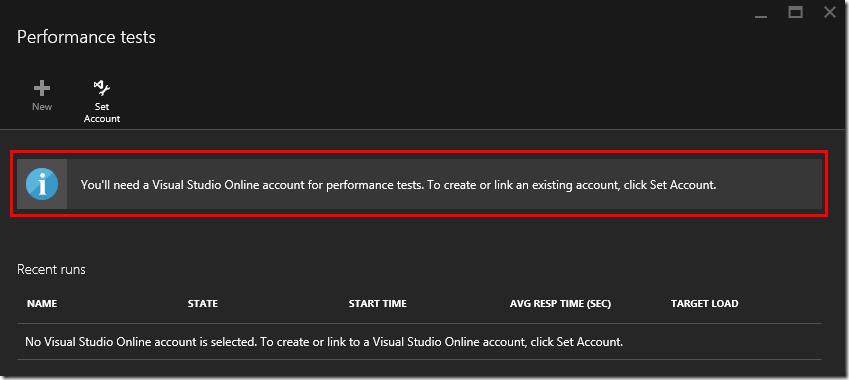 Performance tests
New
Set
Account
You'll need a Visual Studio Online account for performance tests. To create or link an existing account, click Set Account.
Recent runs
NAME STATE START TIME AVG RESP TIME (SEC) TARGET LOAD
No Visual Studio Online account is selected. To create or link to a Visual Studio Online account, click Set Account.